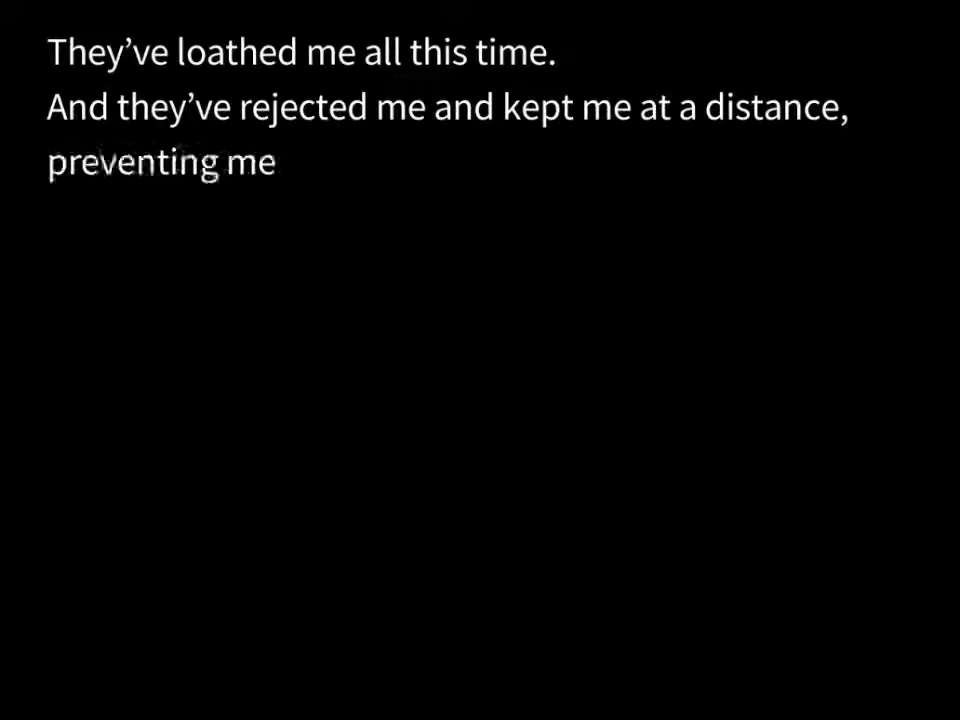 They’ve loathed me all this time.
And they’ve rejected me and kept me at a distance,
preventing me